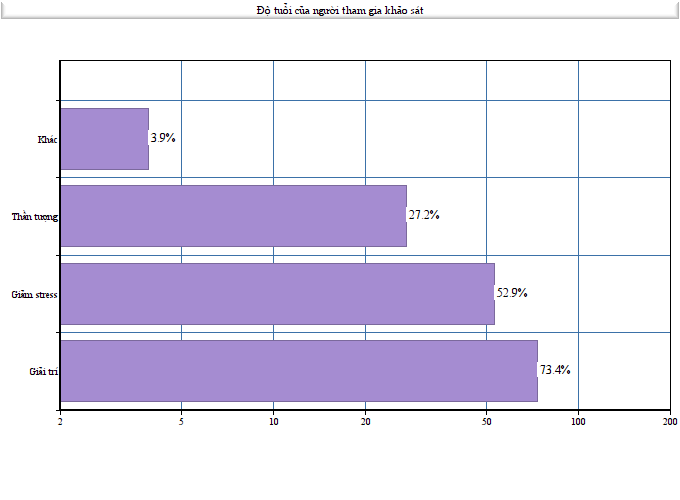 Độ tuổi của người tham gia khảo sát
Khác
3.9%
Thần tượng
27.2%
Giảm stress
52.9%
Giải trí
73.4%
2 5 10 20 50 100 200